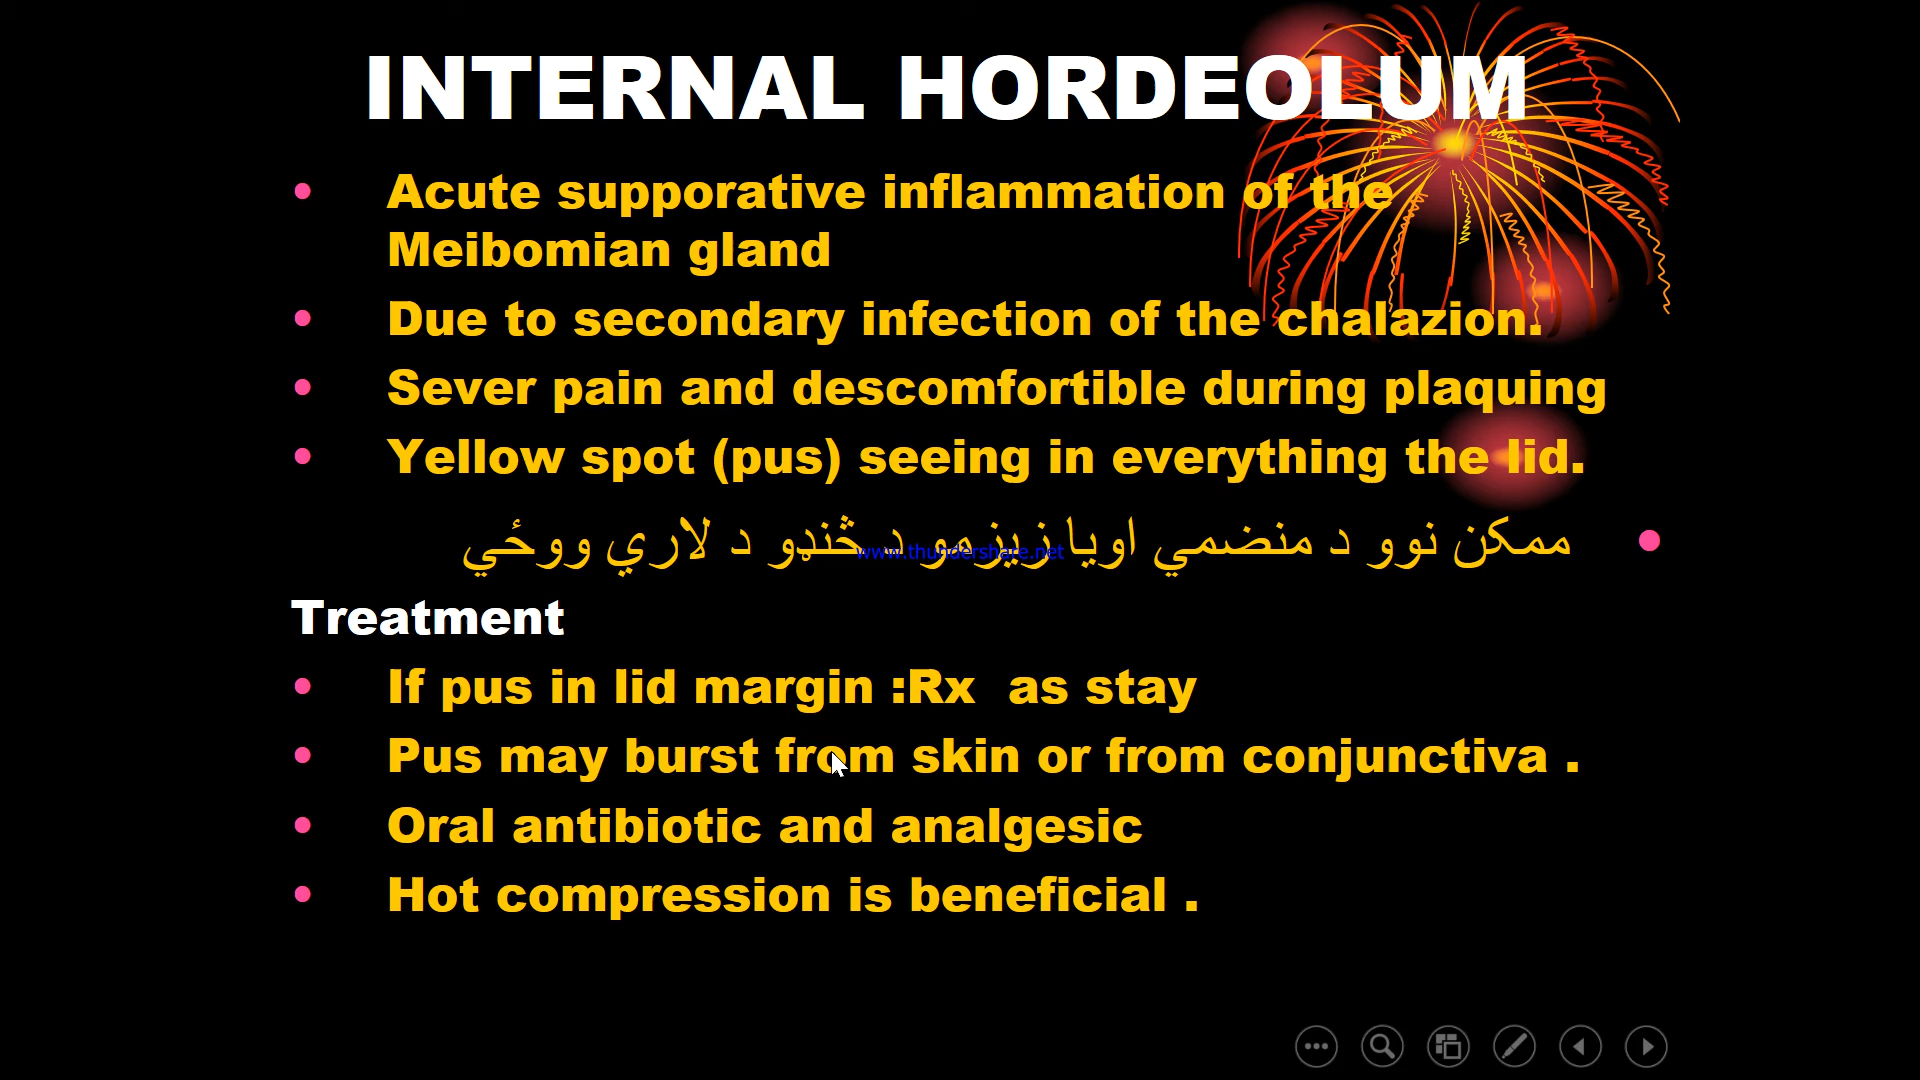 INTERNAL HORDEOLUM
• Acute supporative inflammation of the
Meibomian gland
• Due to secondary infection of the chalazion.
• Sever pain and descomfortible during plaquing
• Yellow spot (pus) seeing in everything the lid.
• ممکن نوو د منضمي اويا زيزمو د څنډو د لاري ووځي
www.thundershare.net
Treatment
• If pus in lid margin :Rx  as stay
• Pus may burst from skin or from conjunctiva .
• Oral antibiotic and analgesic
• Hot compression is beneficial .